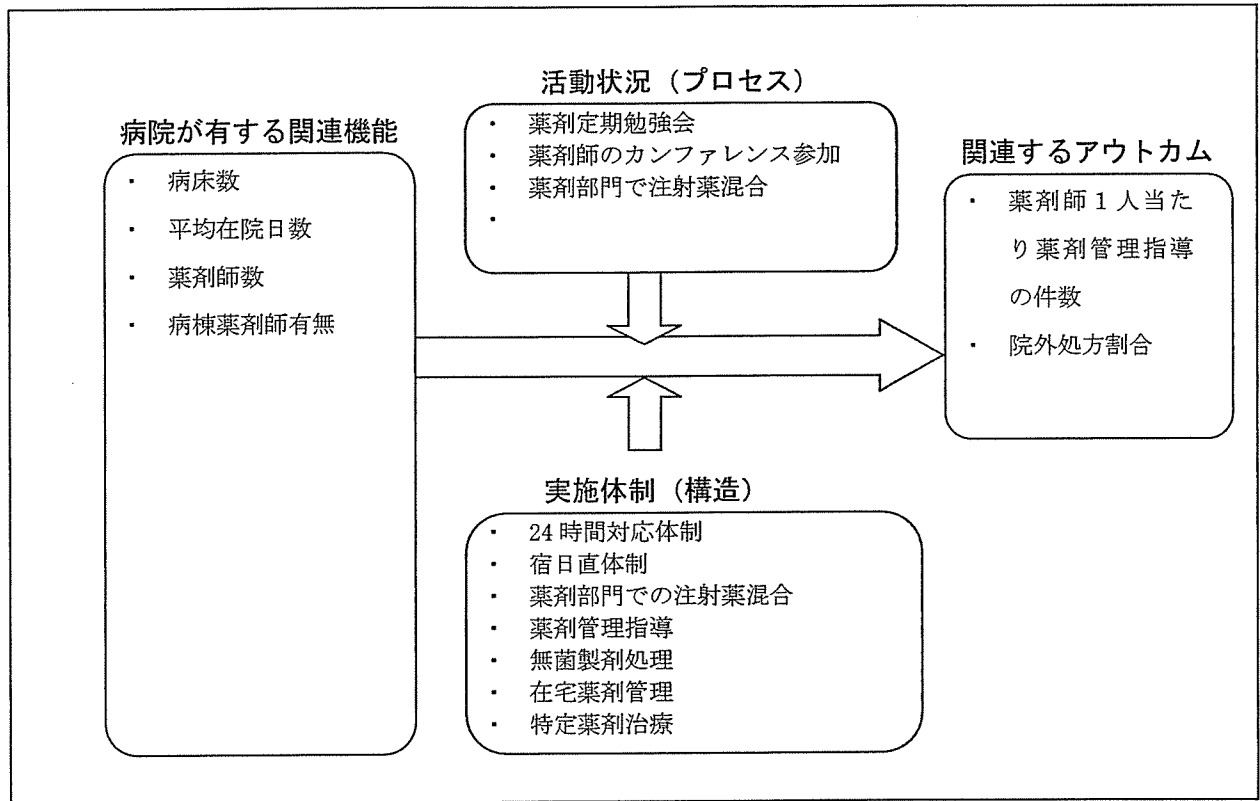 活動状況（プロセス）
・ 薬剤定期勉強会
・ 薬剤師のカンファレンス参加
・ 薬剤部門で注射薬混合
・
病院が有する関連機能
・ 病床数
・ 平均在院日数
・ 薬剤師数
・ 病棟薬剤師有無
関連するアウトカム
・ 薬剤師１人当た
り薬剤管理指導
の件数
・ 院外処方割合
実施体制（構造）
・ 24時間対応体制
・ 宿日直体制
・ 薬剤部門での注射薬混合
・ 薬剤管理指導
・ 無菌製剤処理
・ 在宅薬剤管理
・ 特定薬剤治療